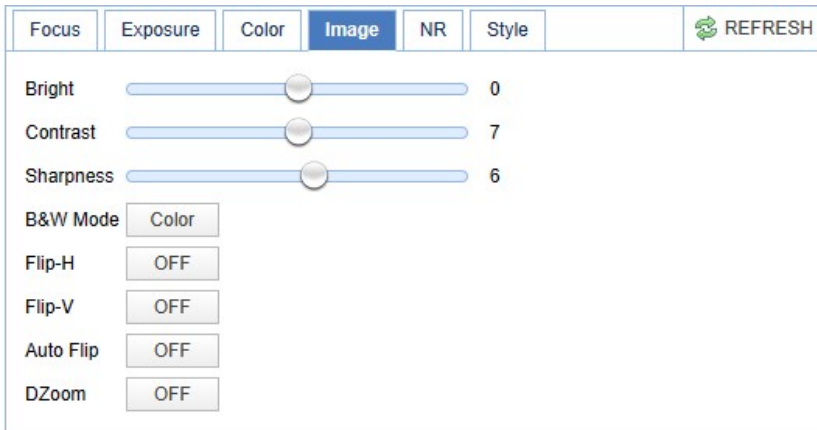 Focus Exposure Color Image NR Style REFRESH
Bright 0
Contrast 7
Sharpness 6
B&W Mode Color
Flip-H OFF
Flip-V OFF
Auto Flip OFF
DZoom OFF